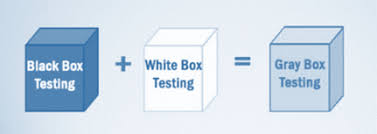 Black Box
Testing
+
White Box
Testing
=
Gray Box
Testing